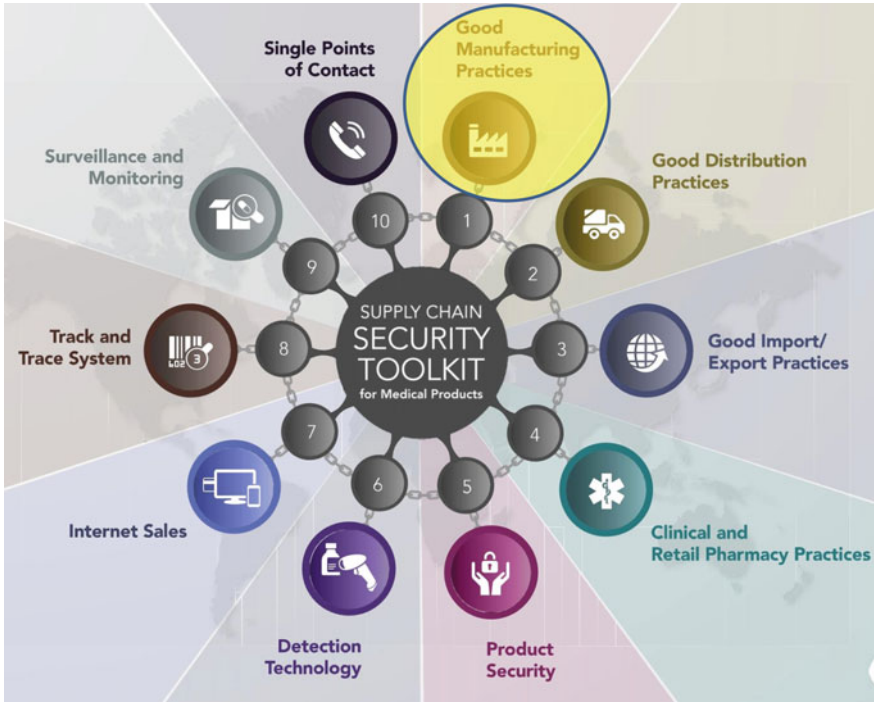 Good
Manufacturing
Practices
1
Good Distribution
Practices
2
Good Import/
Export Practices
3
Clinical and
Retail Pharmacy Practices
4
Product
Security
5
Detection
Technology
6
Internet Sales
7
Track and
Trace System
8
3
Surveillance and
Monitoring
9
Single Points
of Contact
10
SUPPLY CHAIN
SECURITY
TOOLKIT
for Medical Products